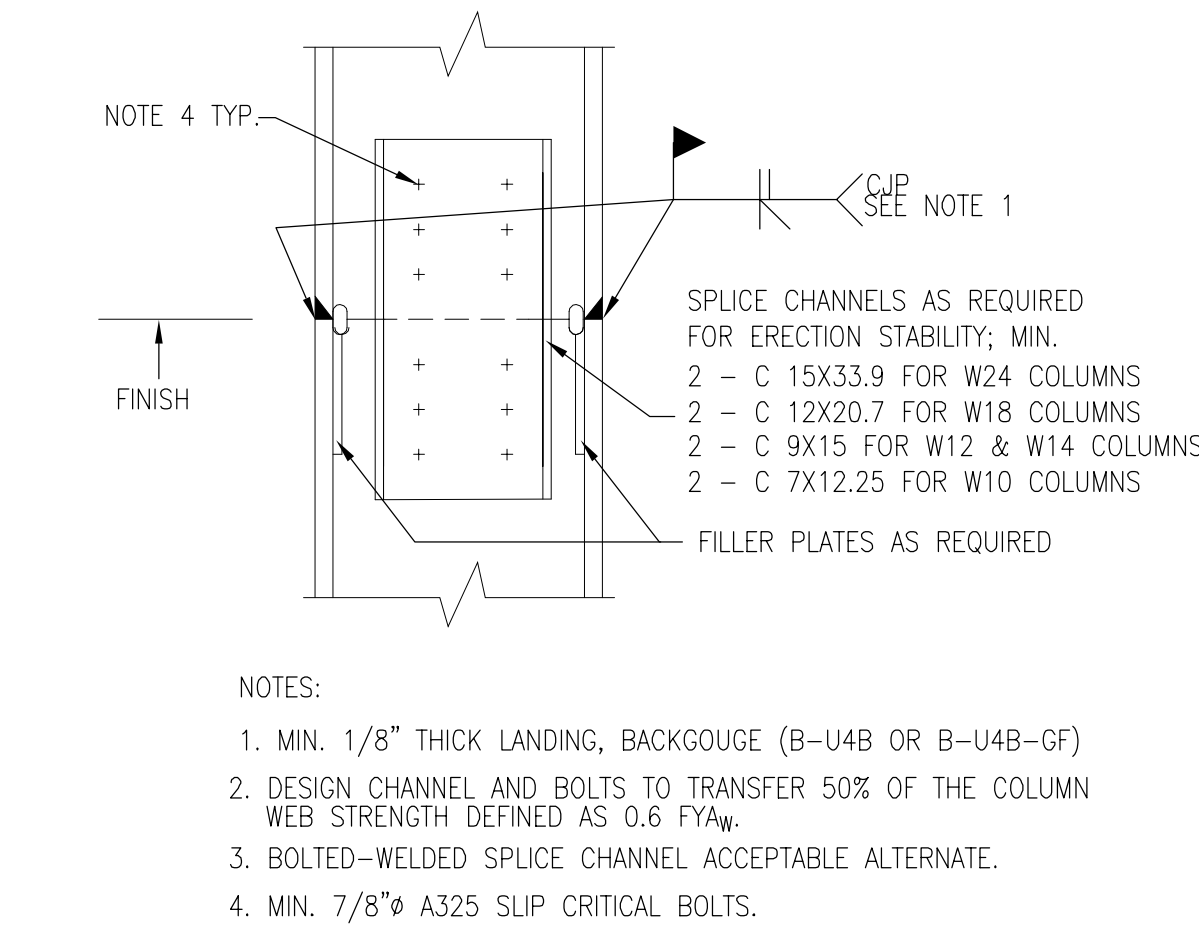 NOTE 4 TYP.
CJP
SEE NOTE 1
SPLICE CHANNELS AS REQUIRED
FOR ERECTION STABILITY; MIN.
2 – C 15X33.9 FOR W24 COLUMNS
2 – C 12X20.7 FOR W18 COLUMNS
2 – C 9X15 FOR W12 & W14 COLUMNS
2 – C 7X12.25 FOR W10 COLUMNS
FINISH
FILLER PLATES AS REQUIRED
NOTES:
1. MIN. 1/8" THICK LANDING, BACKGOUGE (B–U4B OR B–U4B–GF)
2. DESIGN CHANNEL AND BOLTS TO TRANSFER 50% OF THE COLUMN
WEB STRENGTH DEFINED AS 0.6 FYAW.
3. BOLTED–WELDED SPLICE CHANNEL ACCEPTABLE ALTERNATE.
4. MIN. 7/8"ø A325 SLIP CRITICAL BOLTS.